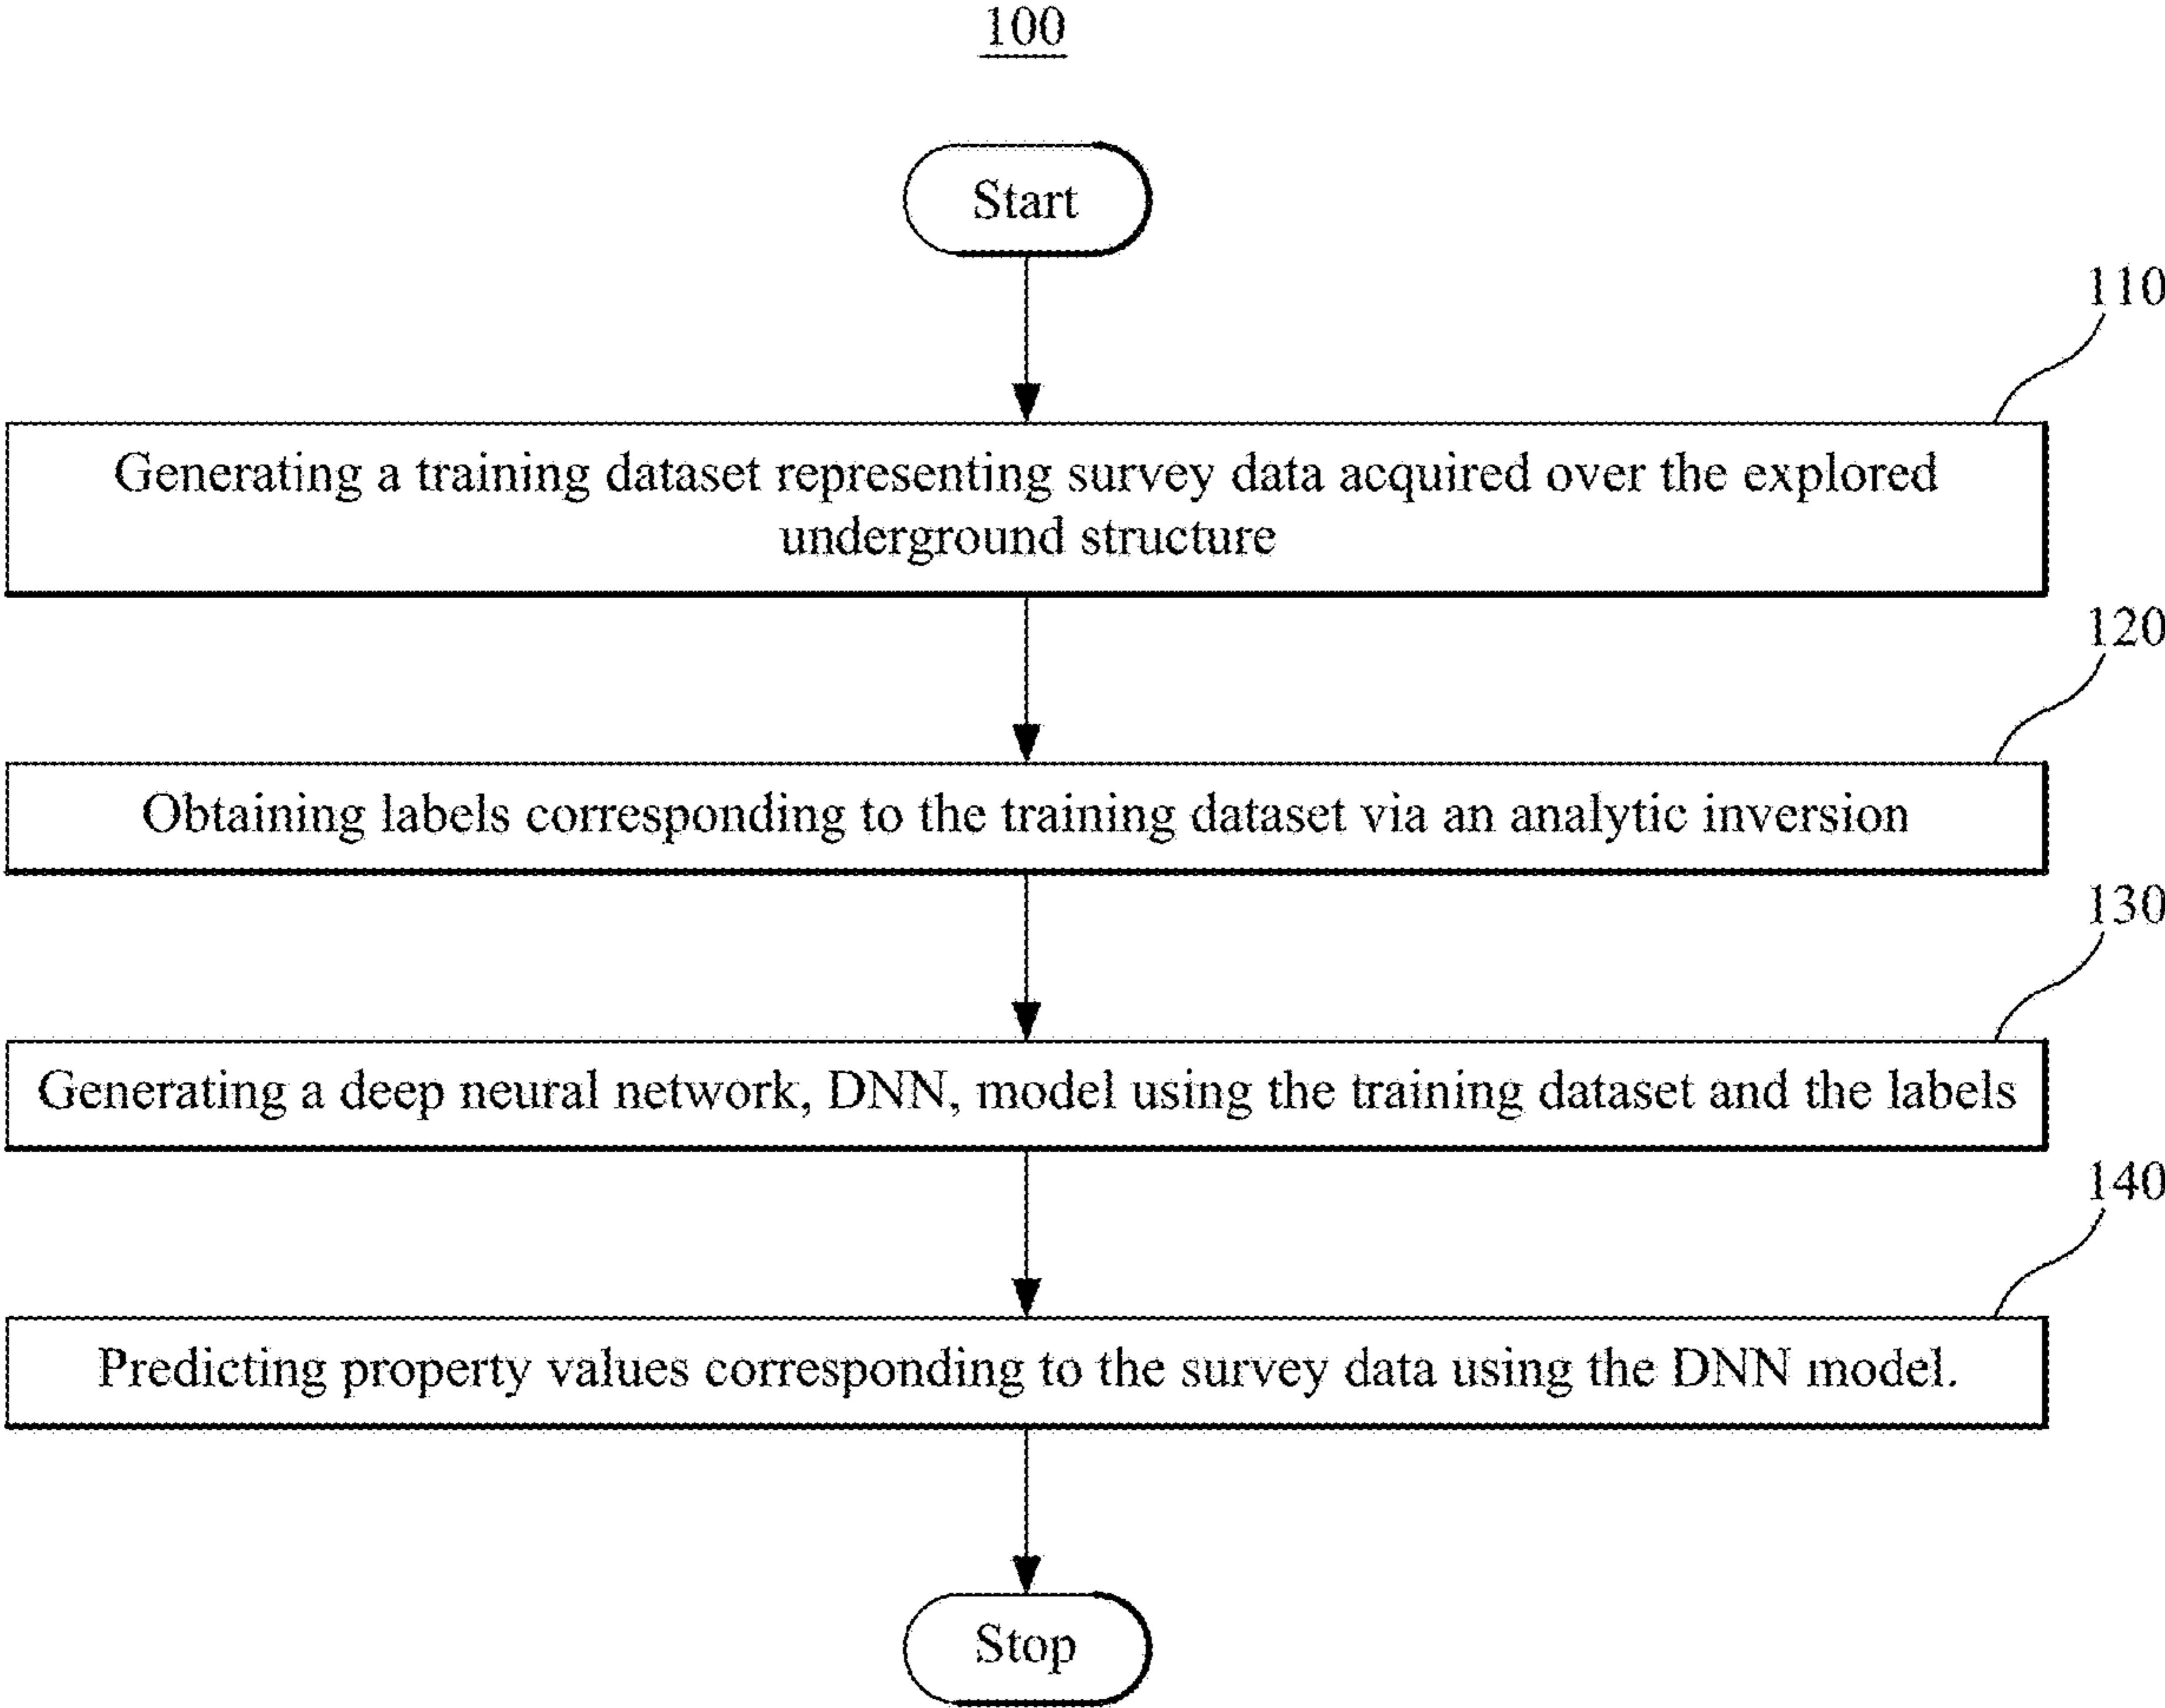 100
Start
110
Generating a training dataset representing survey data acquired over the explored
underground structure
120
Obtaining labels corresponding to the training dataset via an analytic inversion
130
Generating a deep neural network, DNN, model using the training dataset and the labels
140
Predicting property values corresponding to the survey data using the DNN model.
Stop